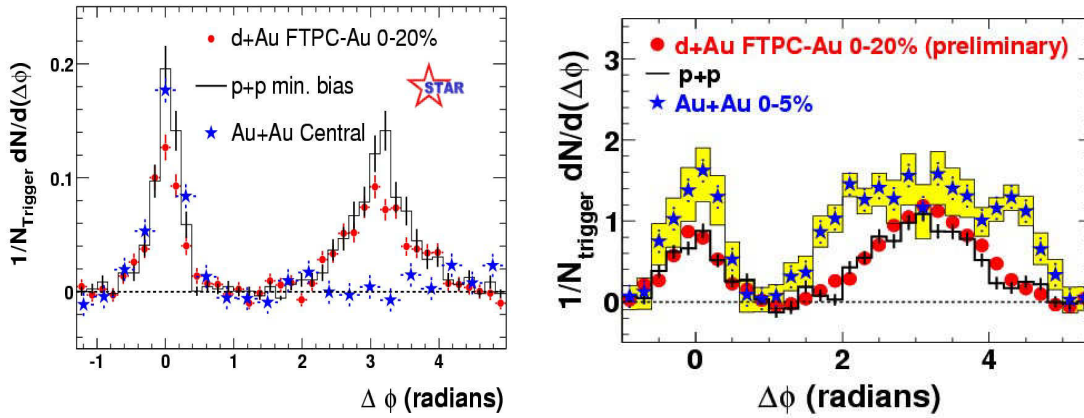 d+Au FTPC-Au 0-20%
p+p min. bias
Au+Au Central
STAR
1/N_Trigger dN/d(Δϕ)
0.2
0.1
0
-1 0 1 2 3 4
Δ ϕ (radians)
d+Au FTPC-Au 0-20% (preliminary)
p+p
Au+Au 0-5%
1/N_trigger dN/d(Δϕ)
3
2
1
0
0 2 4
Δϕ (radians)